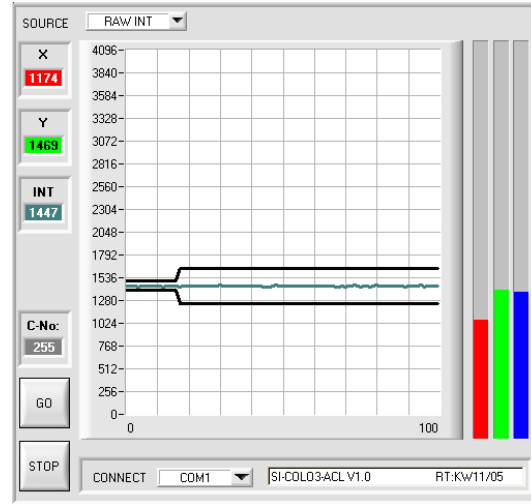 SOURCE RAW INT
X
1174
Y
1469
INT
1447
C-No:
255
GO
STOP
4096
3840
3584
3328
3072
2816
2560
2304
2048
1792
1536
1280
1024
768
512
256
0
0 100
CONNECT COM1 SI-COLO3-ACL V1.0 RT:KW11/05